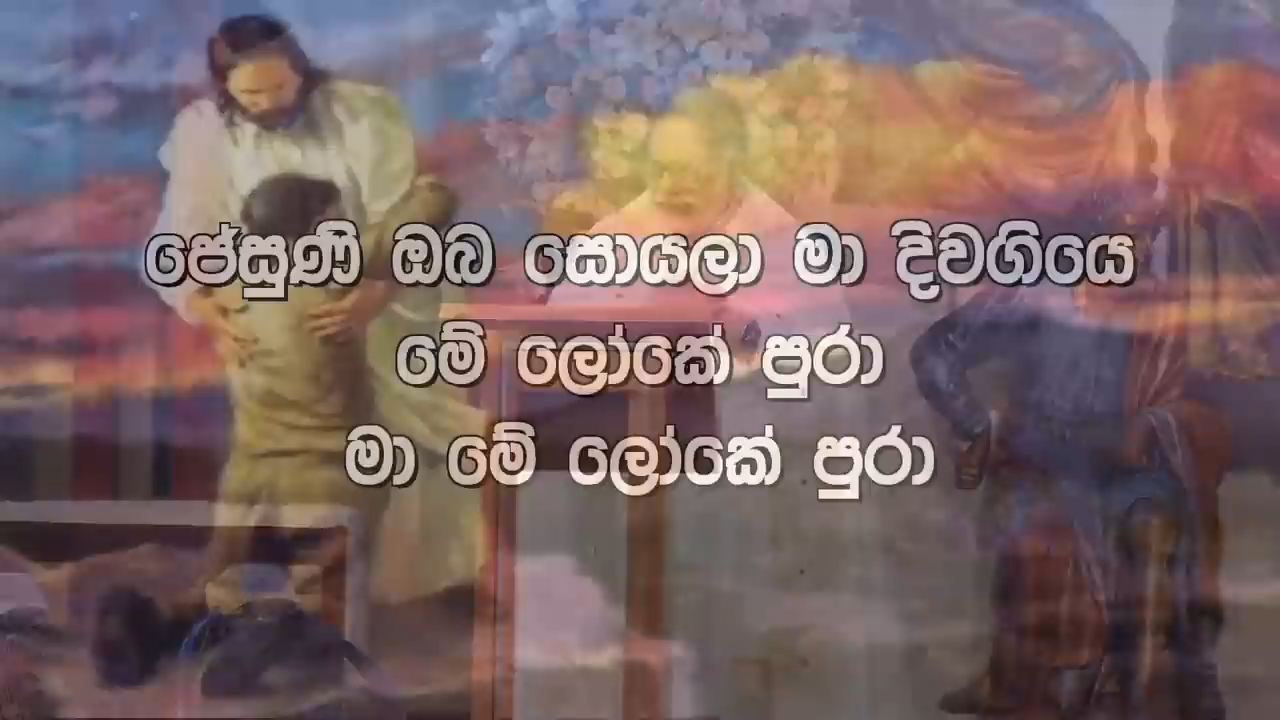 ජේසුණි ඔබ සොයලා මා දිවගියෙ
මේ ලෝකේ පුරා
මා මේ ලෝකේ පුරා